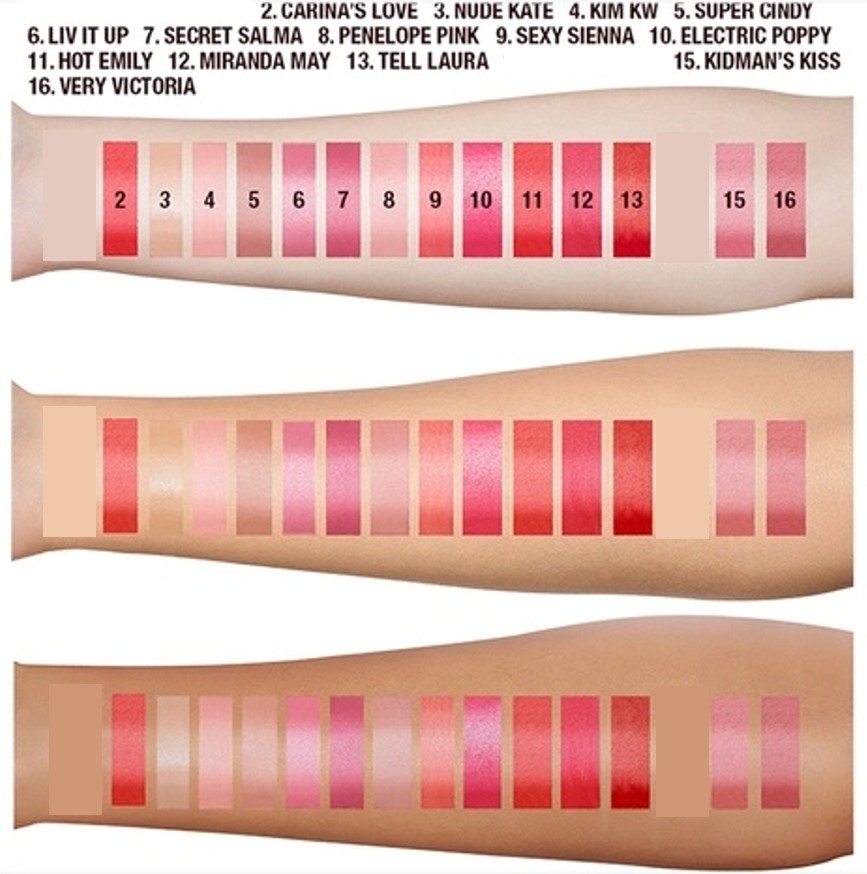 2. CARINA'S LOVE 3. NUDE KATE 4. KIM KW 5. SUPER CINDY
6. LIV IT UP 7. SECRET SALMA 8. PENELOPE PINK 9. SEXY SIENNA 10. ELECTRIC POPPY
11. HOT EMILY 12. MIRANDA MAY 13. TELL LAURA 15. KIDMAN'S KISS
16. VERY VICTORIA
2 3 4 5 6 7 8 9 10 11 12 13 15 16